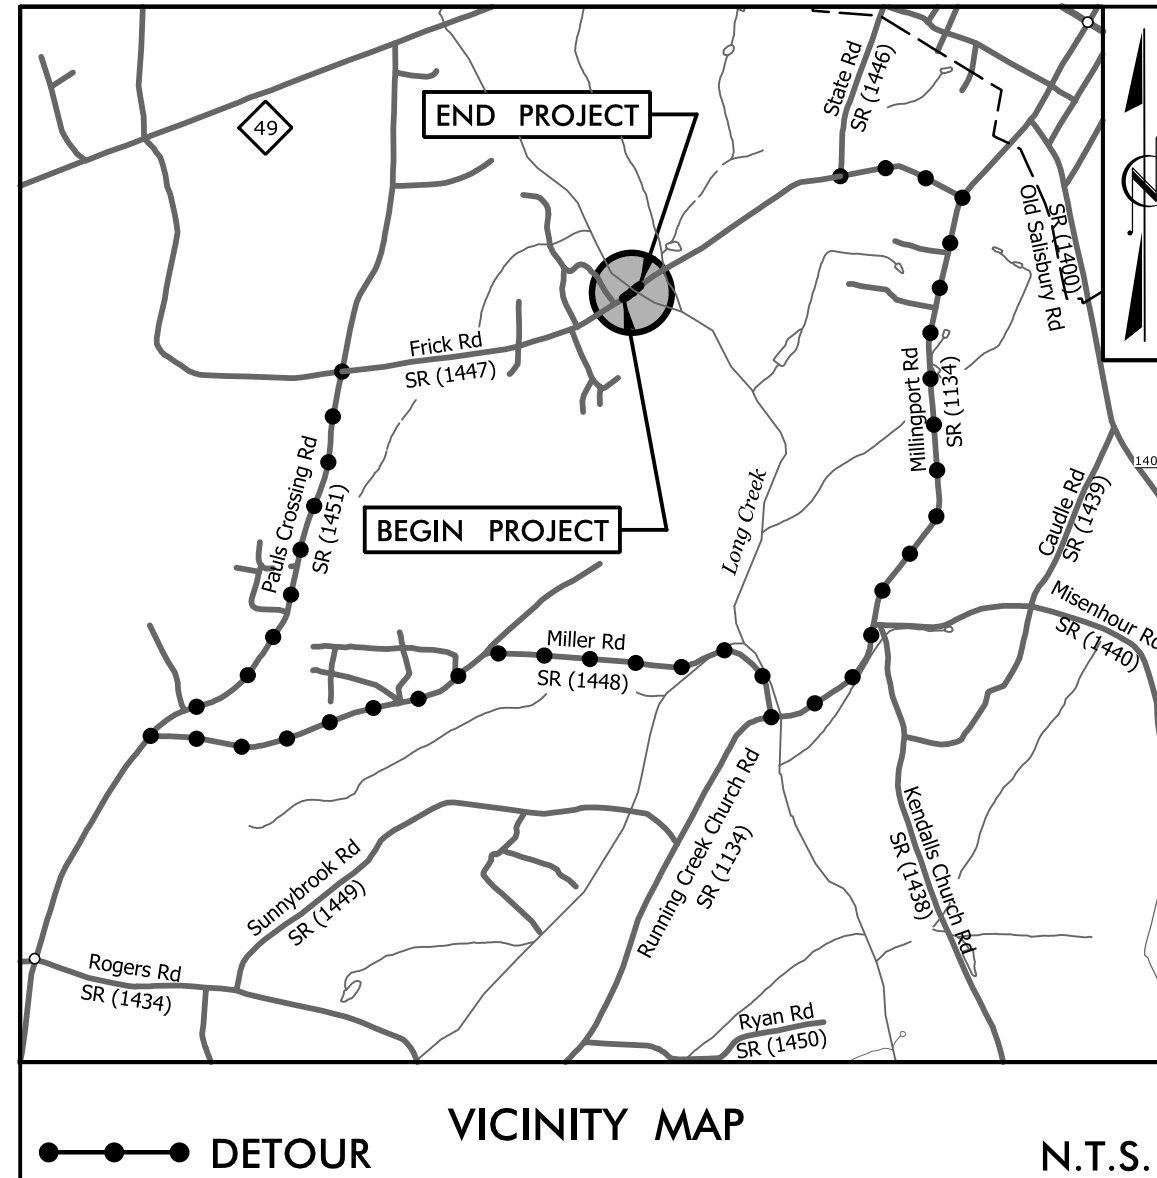 State Rd
SR (1446)
END PROJECT
49
SR (1400)
Old Salisbury Rd
Frick Rd
SR (1447)
Millingport Rd
SR (1134)
Pauls Crossing Rd
SR (1451)
140
Long Creek
Caudle Rd
SR (1439)
BEGIN PROJECT
Misenhour Rd
SR (1440)
Miller Rd
SR (1448)
Running Creek Church Rd
SR (1134)
Kendalls Church Rd
SR (1438)
Sunnybrook Rd
SR (1449)
Rogers Rd
SR (1434)
Ryan Rd
SR (1450)
VICINITY MAP
DETOUR
N.T.S.